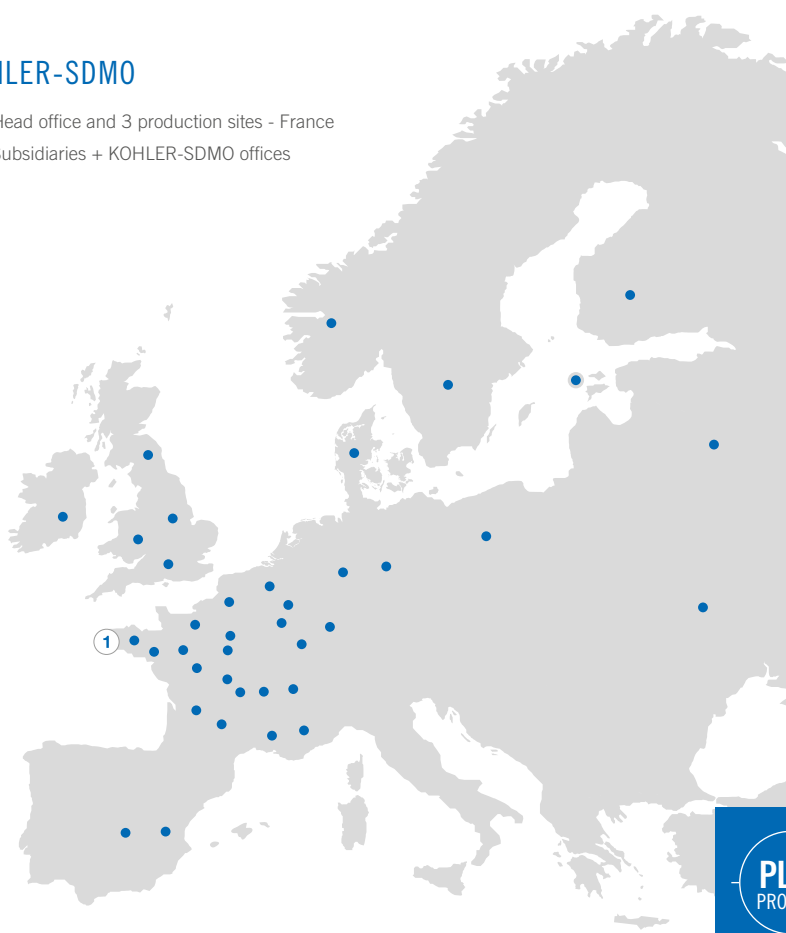 HLER-SDMO
Head office and 3 production sites - France
Subsidiaries + KOHLER-SDMO offices
1
PL
PRO